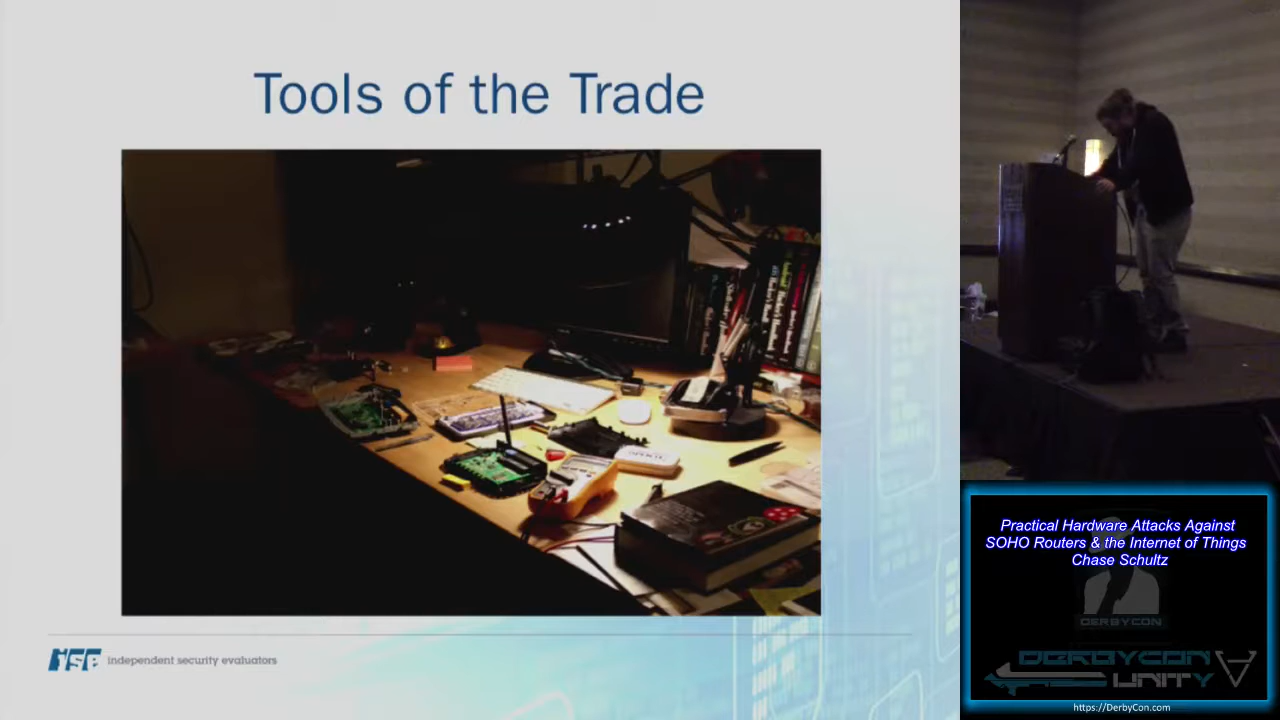 Tools of the Trade
ise independent security evaluators
Practical Hardware Attacks Against
SOHO Routers & the Internet of Things
Chase Schultz
DERBYCON
DERBYCON
UNITY
https://DerbyCon.com